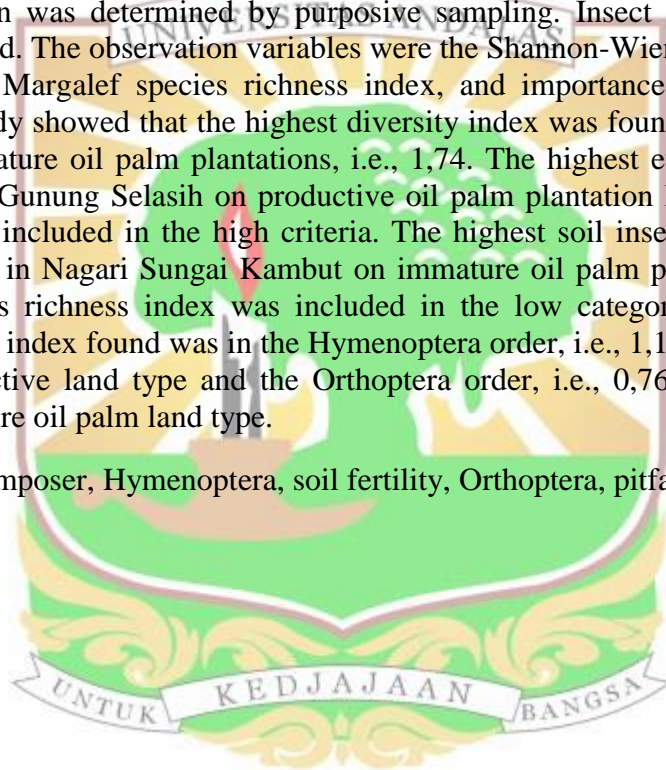 n was determined by purposive sampling. Insect
UNIVERSITAS ANDALAS
d. The observation variables were the Shannon-Wien
Margalef species richness index, and importance
dy showed that the highest diversity index was foun
ature oil palm plantations, i.e., 1,74. The highest e
Gunung Selasih on productive oil palm plantation
included in the high criteria. The highest soil inse
in Nagari Sungai Kambut on immature oil palm p
s richness index was included in the low categor
index found was in the Hymenoptera order, i.e., 1,1
ctive land type and the Orthoptera order, i.e., 0,76
re oil palm land type.
mposer, Hymenoptera, soil fertility, Orthoptera, pitfa
UNTUK KEDJAJAAN BANGSA